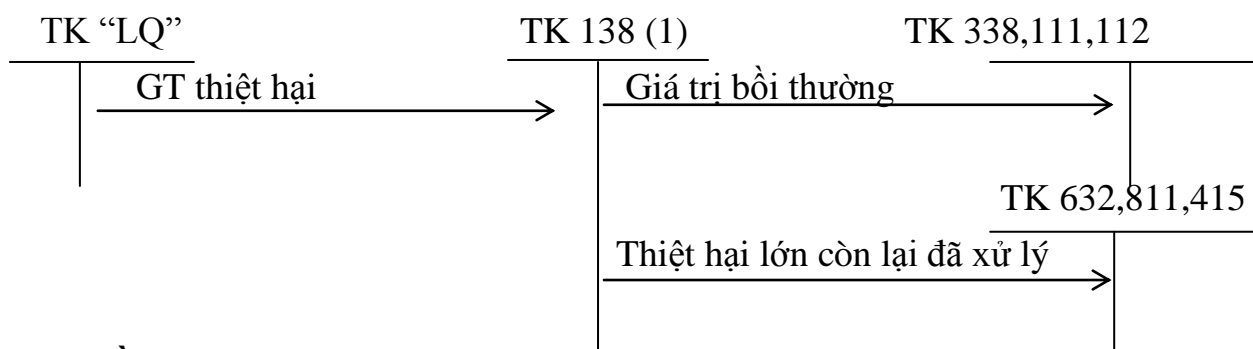 TK “LQ” TK 138 (1) TK 338,111,112
GT thiệt hại Giá trị bồi thường
TK 632,811,415
Thiệt hại lớn còn lại đã xử lý